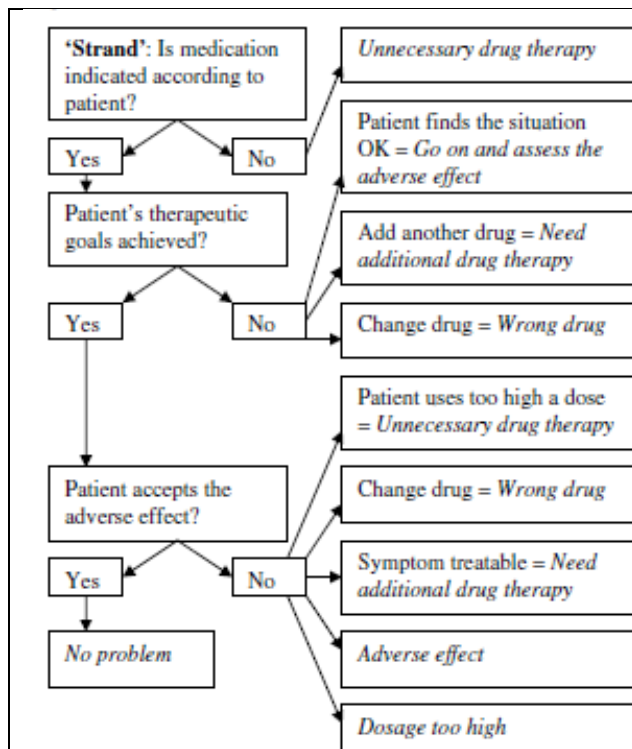 ‘Strand’: Is medication
indicated according to
patient?
Unnecessary drug therapy
Yes
No
Patient finds the situation
OK = Go on and assess the
adverse effect
Patient’s therapeutic
goals achieved?
Add another drug = Need
additional drug therapy
Yes
No
Change drug = Wrong drug
Patient uses too high a dose
= Unnecessary drug therapy
Patient accepts the
adverse effect?
Change drug = Wrong drug
Yes
No
Symptom treatable = Need
additional drug therapy
No problem
Adverse effect
Dosage too high